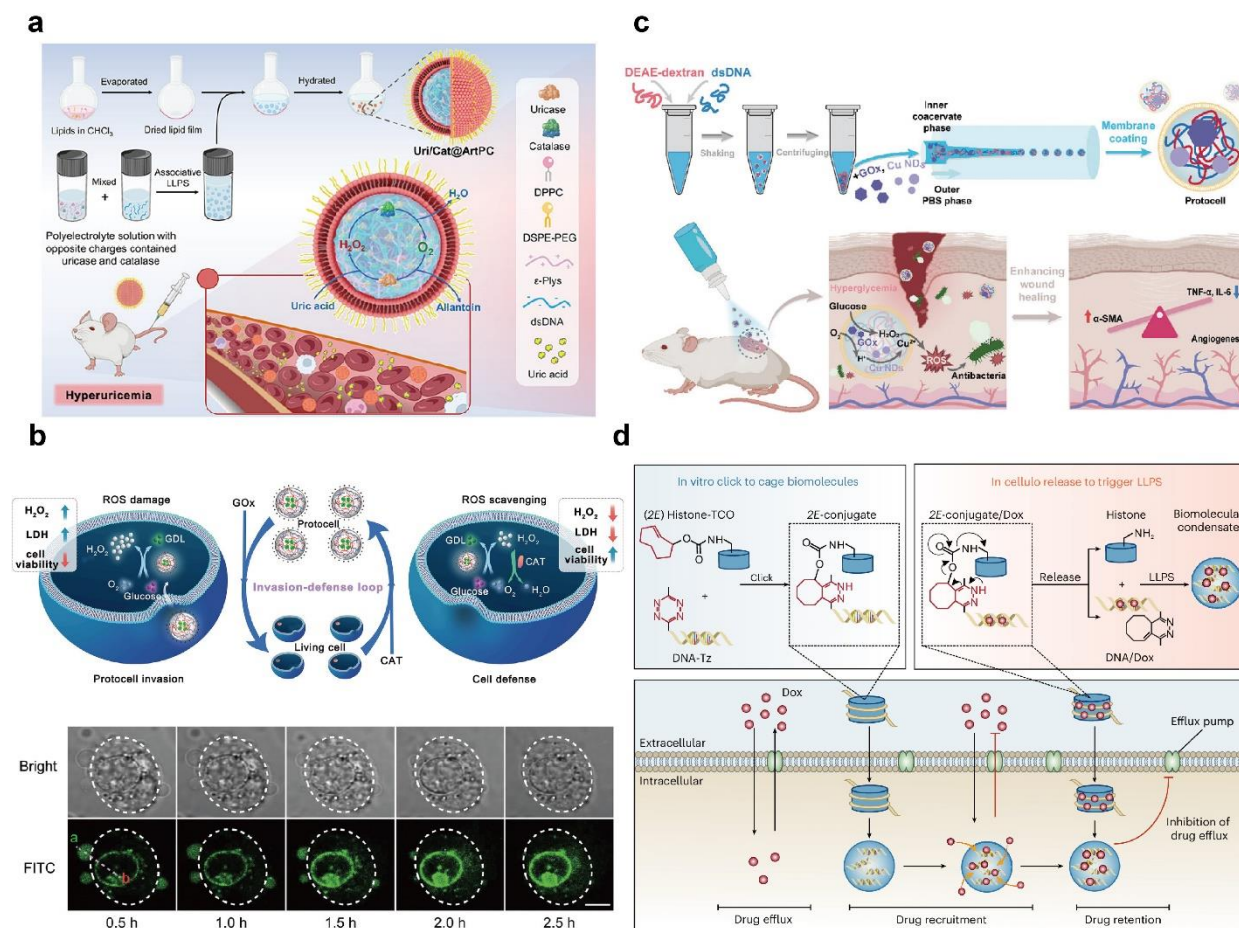 a
Evaporated
Hydrated
Lipids in CHCl₃
Dried lipid film
Uri/Cat@ArtPC
Mixed
+
Associative
LLPS
Polyelectrolyte solution with
opposite charges contained
uricase and catalase
H₂O
H₂O₂
O₂
Uric acid
Allantoin
Hyperuricemia
Uricase
Catalase
DPPC
DSPE-PEG
ε-Plys
dsDNA
Uric acid
c
DEAE-dextran
dsDNA
Shaking
Centrifuging
+GOx, Cu NDs
Inner
coacervate
phase
Outer
PBS phase
Membrane
coating
Protocell
Hyperglycemia
Glucose
O₂
GOx
H₂O₂
H⁺
Cu²⁺
Cu NDs
ROS
Antibacteria
Enhancing
wound
healing
TNF-α, IL-6
α-SMA
b
H₂O₂
LDH
cell
viability
ROS damage
GDL
H₂O₂
O₂
Glucose
Protocell invasion
GOx
Protocell
Invasion-defense loop
Living cell
CAT
ROS scavenging
GDL
H₂O₂
CAT
Glucose
O₂
H₂O
Cell defense
H₂O₂
LDH
cell
viability
Bright
FITC
a
b
0.5 h
1.0 h
1.5 h
2.0 h
2.5 h
d
In vitro click to cage biomolecules
(2E) Histone-TCO
O
O
N
H
+
N
N
N
N
DNA-Tz
Click
2E-conjugate
O
O
NH
NH
N
In cellulo release to trigger LLPS
2E-conjugate/Dox
O
O
N
H
NH
N
Release
Histone
NH₂
+
LLPS
N
N
DNA/Dox
Biomolecular
condensate
Dox
Efflux pump
Extracellular
Intracellular
Inhibition of
drug efflux
Drug efflux
Drug recruitment
Drug retention